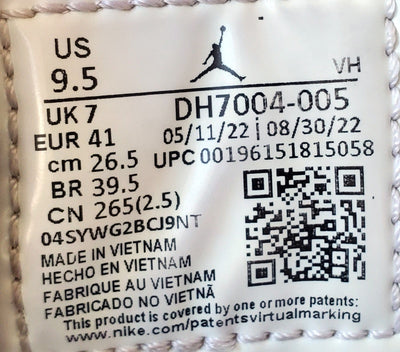 US
9.5
VH
UK 7
DH7004-005
EUR 41
05/11/22 | 08/30/22
cm 26.5
UPC 00196151815058
BR 39.5
CN 265(2.5)
04SYWG2BCJ9NT
MADE IN VIETNAM
HECHO EN VIETNAM
FABRIQUE AU VIETNAM
FABRICADO NO VIETNÃ
This product is covered by one or more patents:
www.nike.com/patentsvirtualmarking